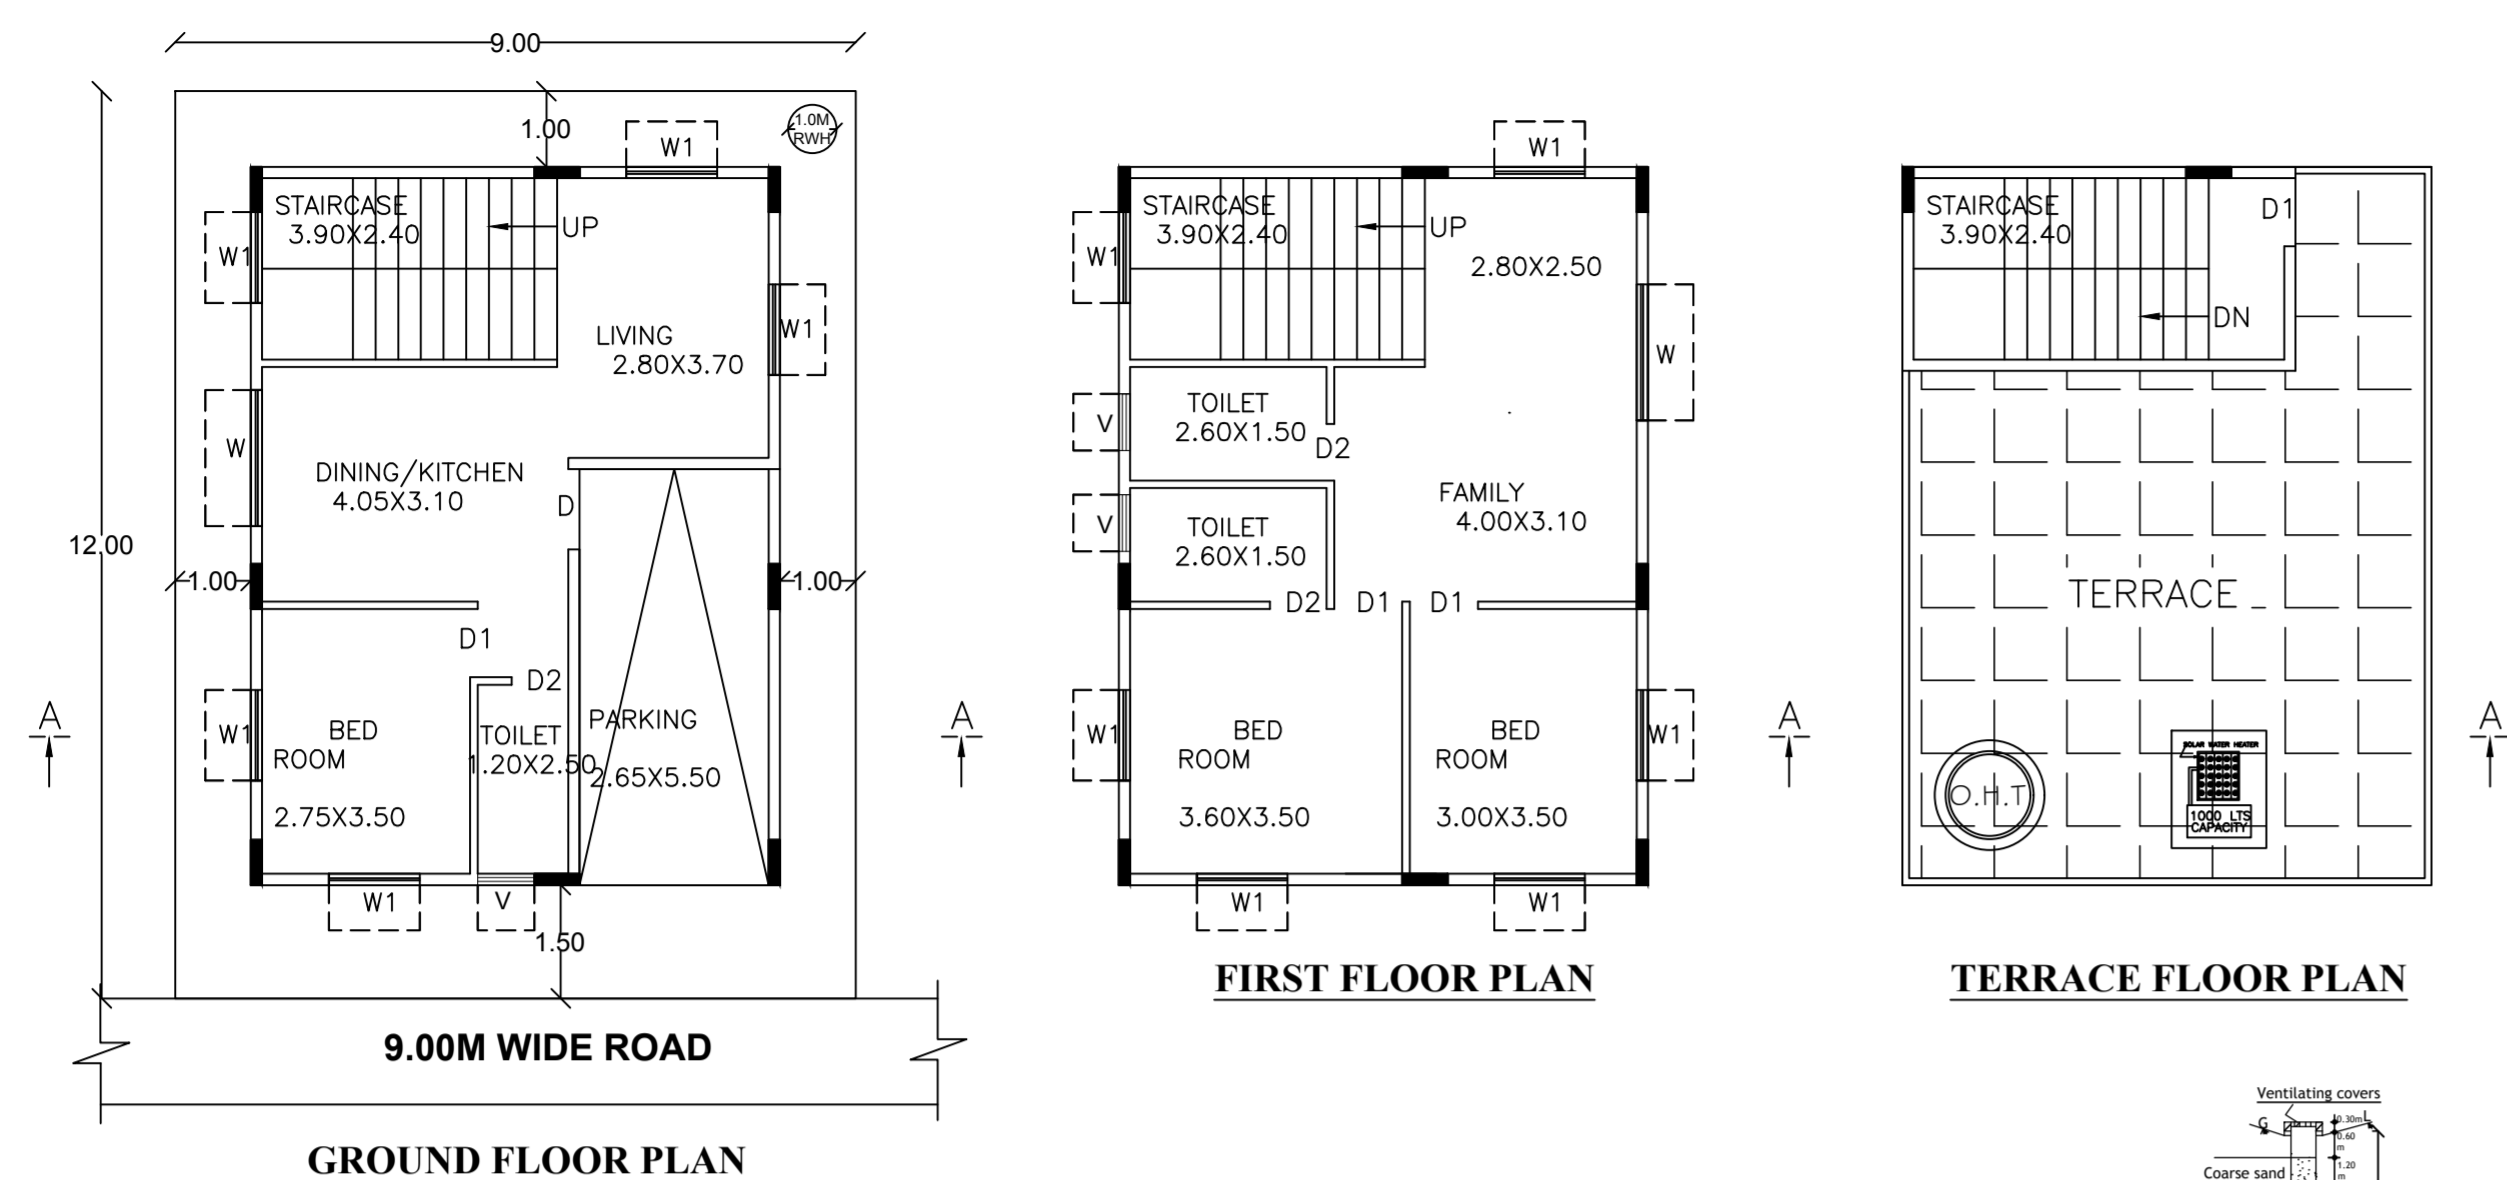 9.00
1.00
1.0M
RWH
W1
STAIRCASE
3.90X2.40
UP
W1
LIVING
2.80X3.70
W1
W
DINING/KITCHEN
4.05X3.10
D
12.00
1.00
1.00
D1
D2
A
A
W1
BED
ROOM
2.75X3.50
TOILET
1.20X2.50
PARKING
2.65X5.50
W1
V
1.50
9.00M WIDE ROAD
GROUND FLOOR PLAN
W1
STAIRCASE
3.90X2.40
UP
W1
2.80X2.50
W
TOILET
2.60X1.50
V
D2
FAMILY
4.00X3.10
V
TOILET
2.60X1.50
D2
D1
D1
W1
BED
ROOM
3.60X3.50
BED
ROOM
3.00X3.50
W1
A
W1
W1
FIRST FLOOR PLAN
STAIRCASE
3.90X2.40
D1
DN
TERRACE
A
O.H.T
SOLAR WATER HEATER
1000 LTS
CAPACITY
TERRACE FLOOR PLAN
Ventilating covers
G
L
0.30m
0.60
m
1.20
m
Coarse sand